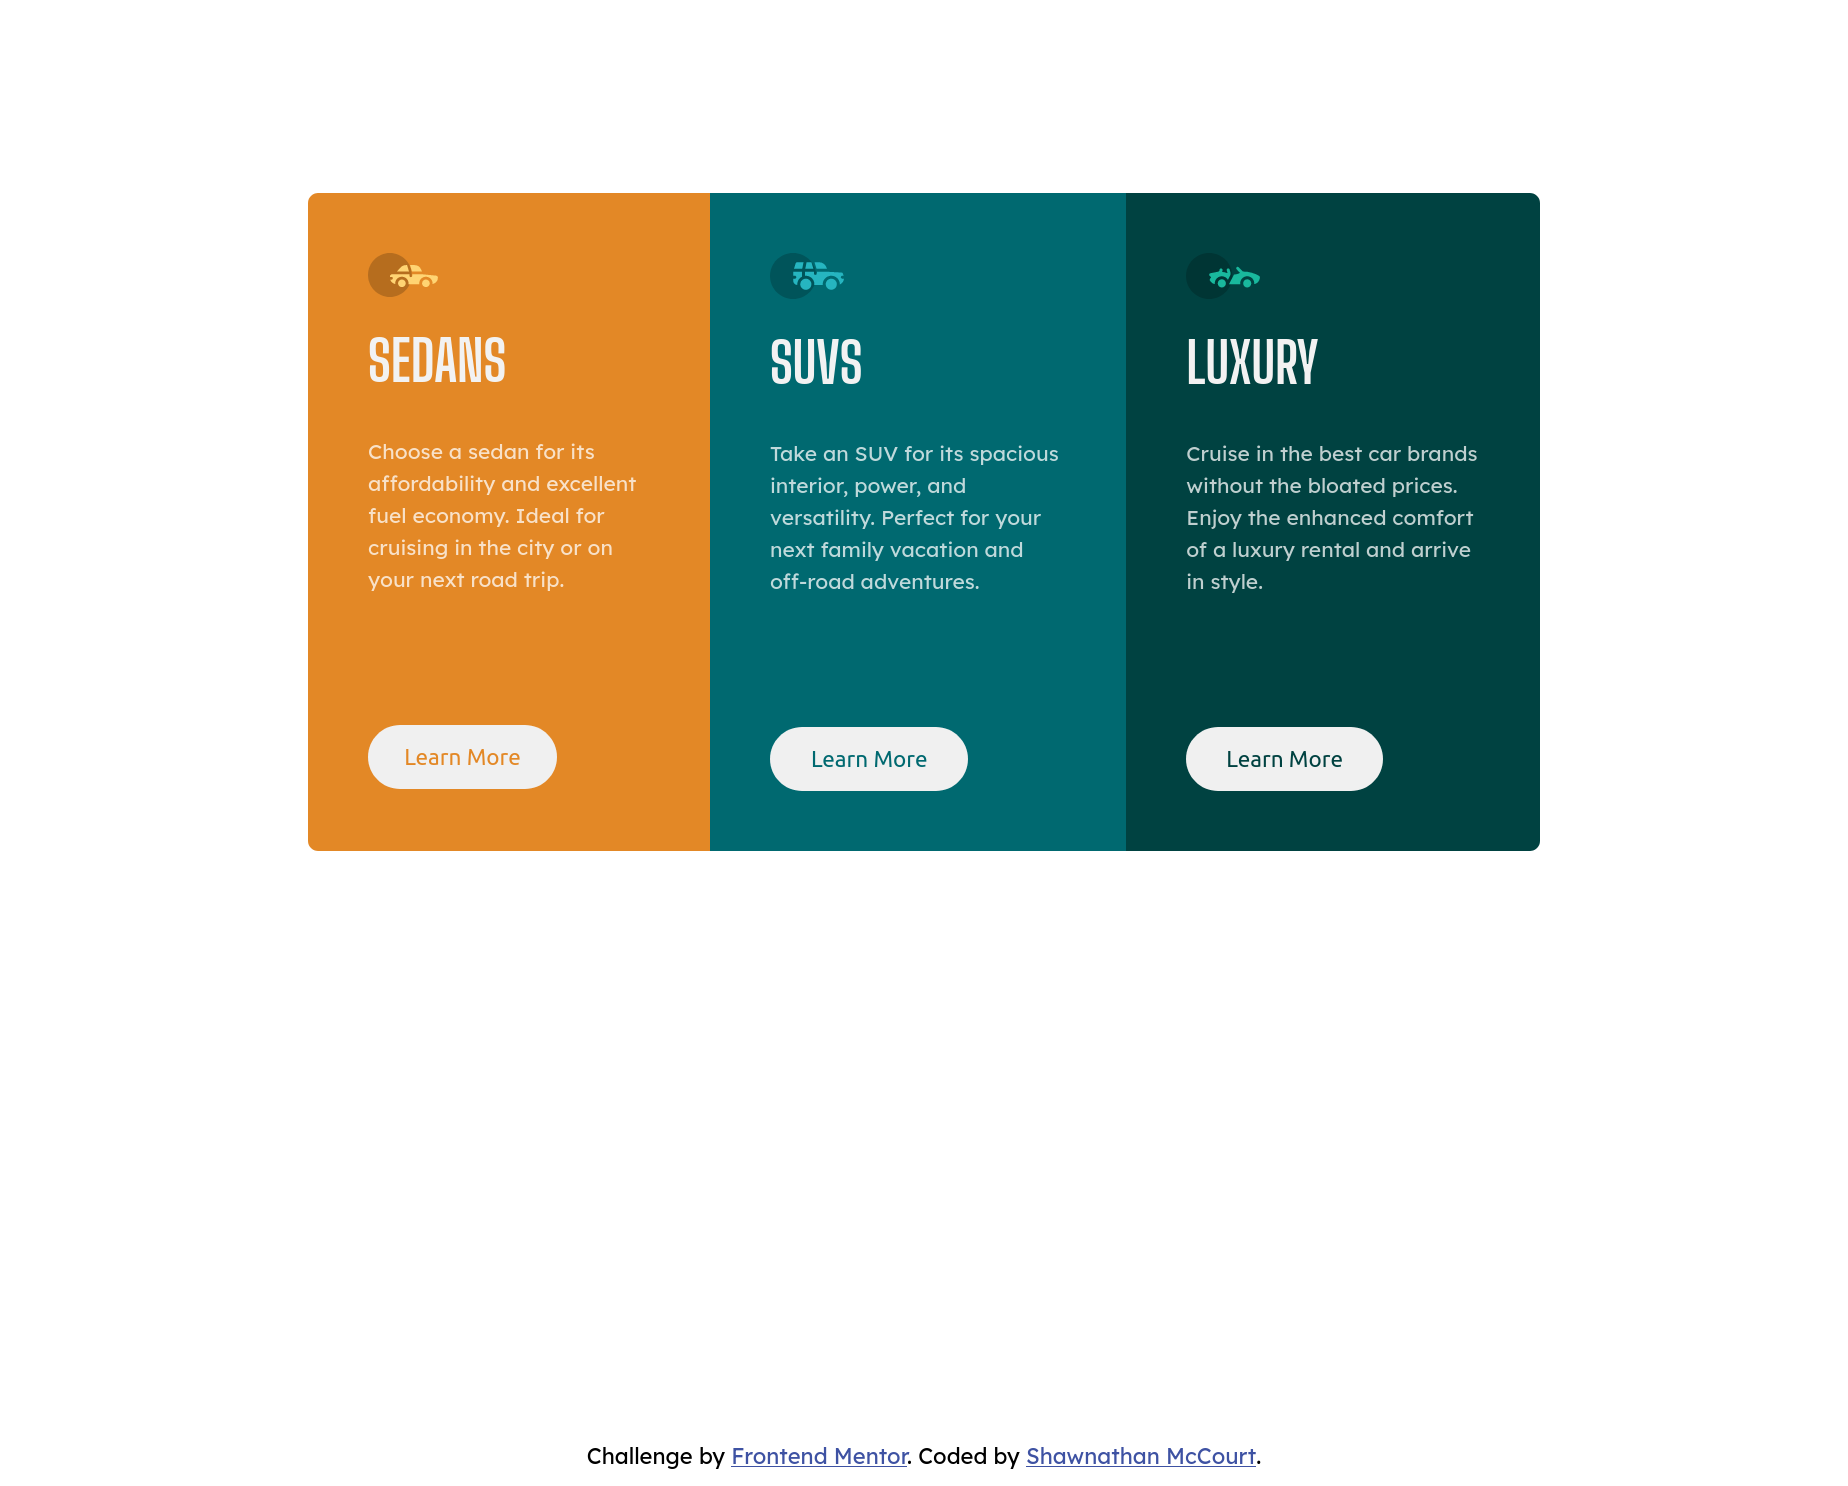 SEDANS
Choose a sedan for its
affordability and excellent
fuel economy. Ideal for
cruising in the city or on
your next road trip.
Learn More
SUVS
Take an SUV for its spacious
interior, power, and
versatility. Perfect for your
next family vacation and
off-road adventures.
Learn More
LUXURY
Cruise in the best car brands
without the bloated prices.
Enjoy the enhanced comfort
of a luxury rental and arrive
in style.
Learn More
Challenge by Frontend Mentor. Coded by Shawnathan McCourt.